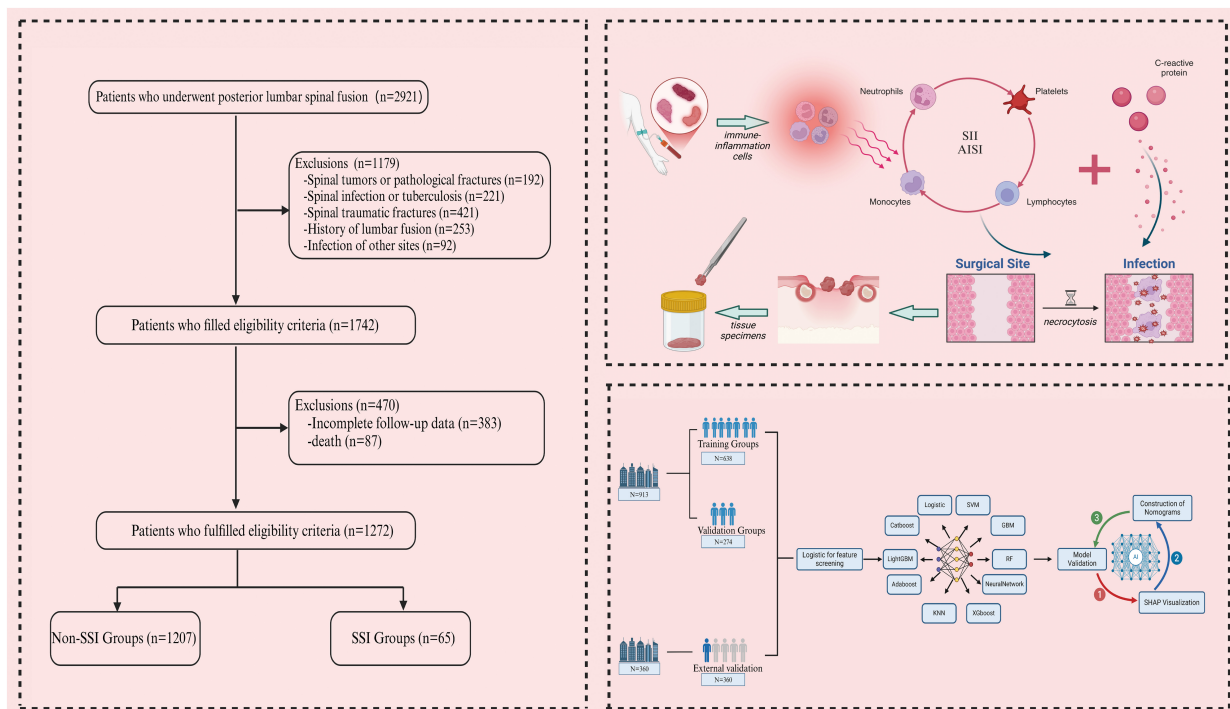 Patients who underwent posterior lumbar spinal fusion (n=2921)
Exclusions (n=1179)
-Spinal tumors or pathological fractures (n=192)
-Spinal infection or tuberculosis (n=221)
-Spinal traumatic fractures (n=421)
-History of lumbar fusion (n=253)
-Infection of other sites (n=92)
Patients who filled eligibility criteria (n=1742)
Exclusions (n=470)
-Incomplete follow-up data (n=383)
-death (n=87)
Patients who fulfilled eligibility criteria (n=1272)
Non-SSI Groups (n=1207)
SSI Groups (n=65)
immune-
inflammation
cells
Neutrophils
Platelets
SII
AISI
Monocytes
Lymphocytes
C-reactive
protein
Surgical Site
Infection
necrocytosis
tissue
specimens
N=913
Training Groups
N=638
Validation Groups
N=274
N=360
External validation
N=360
Logistic for feature
screening
Logistic
SVM
Catboost
GBM
LightGBM
RF
Adaboost
NeuralNetwork
KNN
XGboost
Model
Validation
Construction of
Nomograms
3
AI
2
1
SHAP Visualization